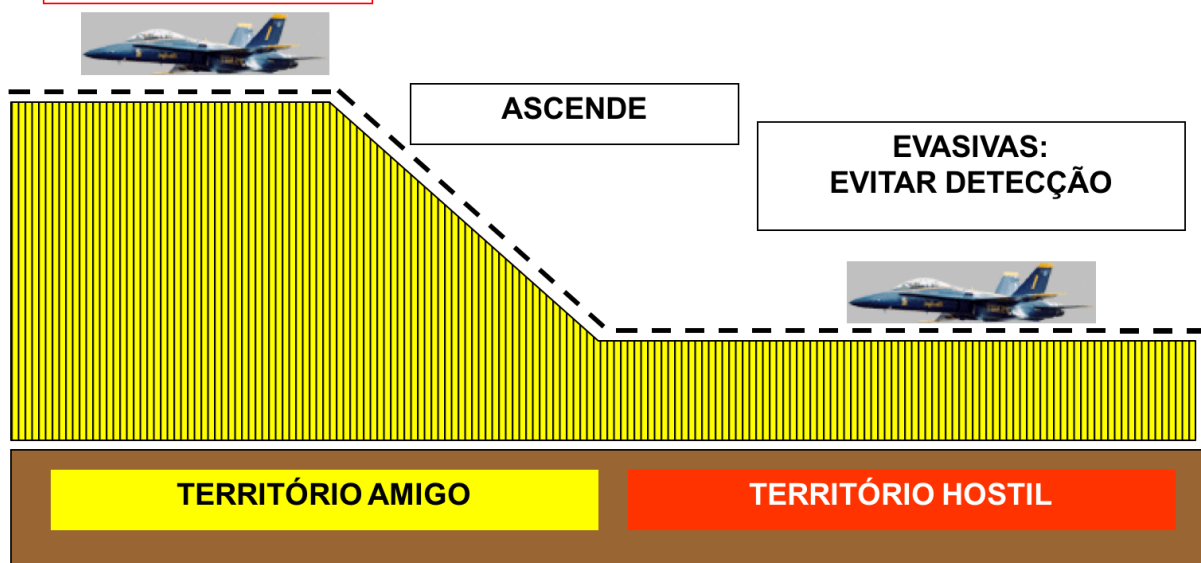 ASCENDE
EVASIVAS:
EVITAR DETECÇÃO
TERRITÓRIO AMIGO
TERRITÓRIO HOSTIL